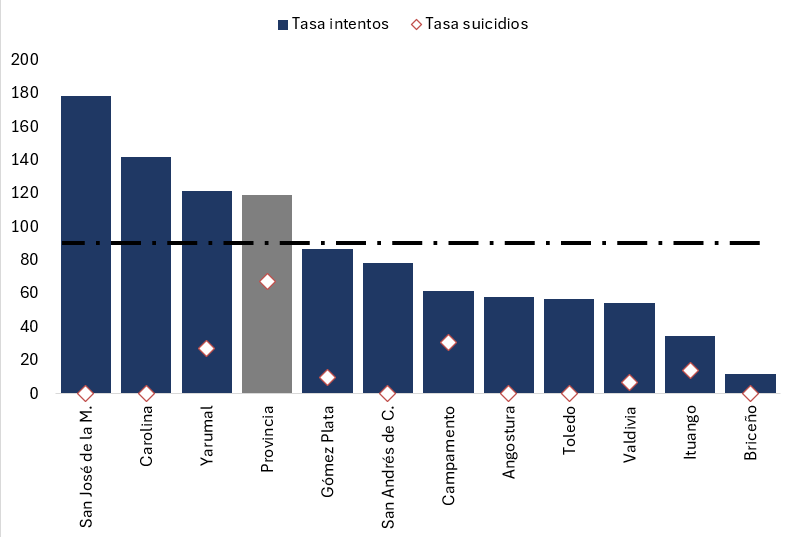 Tasa intentos
Tasa suicidios
200
180
160
140
120
100
80
60
40
20
0
San José de la M.
Carolina
Yarumal
Provincia
Gómez Plata
San Andrés de C.
Campamento
Angostura
Toledo
Valdivia
Ituango
Briceño